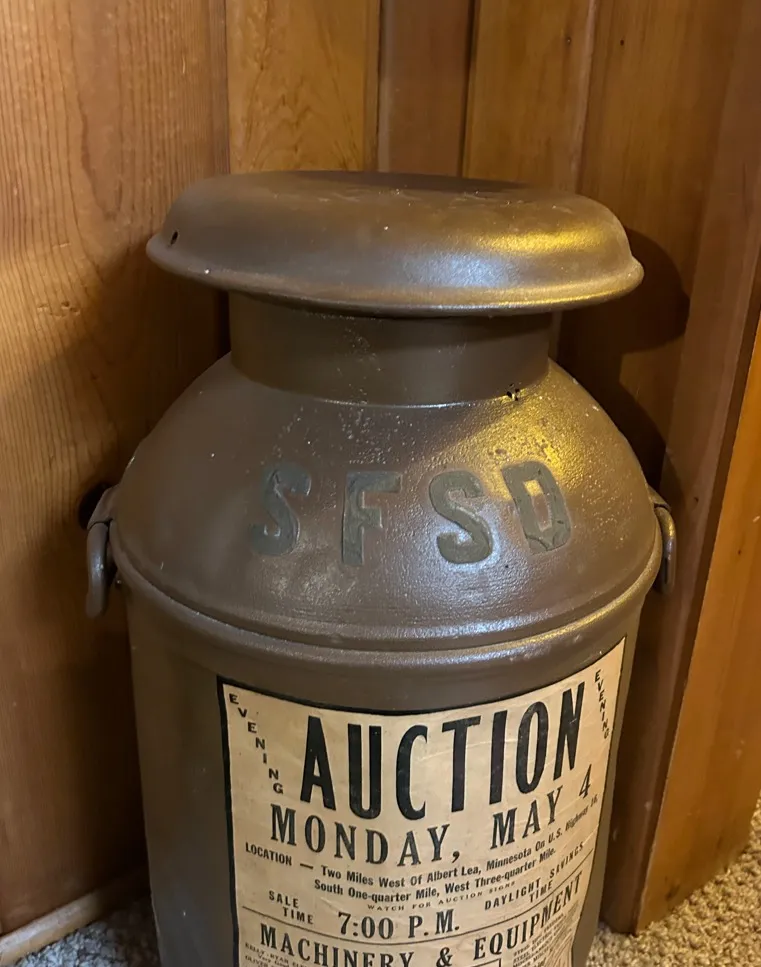 SFSD
EVENING
AUCTION
EVENING
MONDAY, MAY 4
LOCATION — Two Miles West Of Albert Lea, Minnesota On U.S. Highway 16,
South One-quarter Mile, West Three-quarter Mile.
WATCH FOR AUCTION SIGNS
SALE TIME 7:00 P.M. DAYLIGHT SAVINGS TIME
MACHINERY & EQUIPMENT